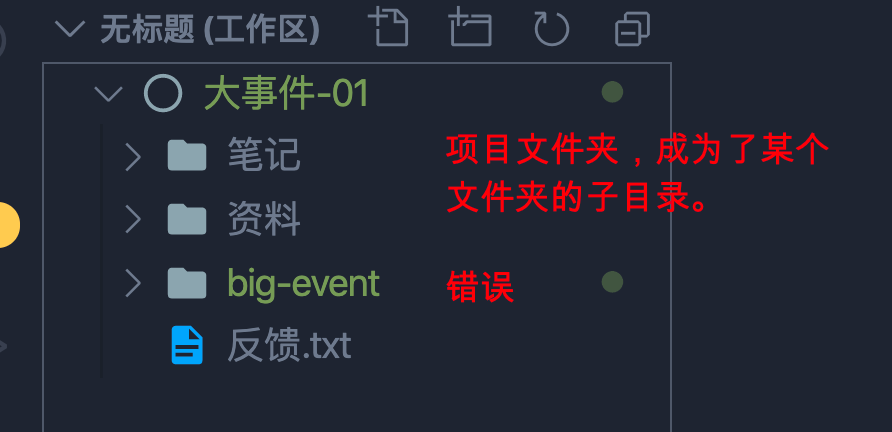 无标题 (工作区)
大事件-01
笔记
项目文件夹，成为了某个
文件夹的子目录。
资料
big-event
错误
反馈.txt